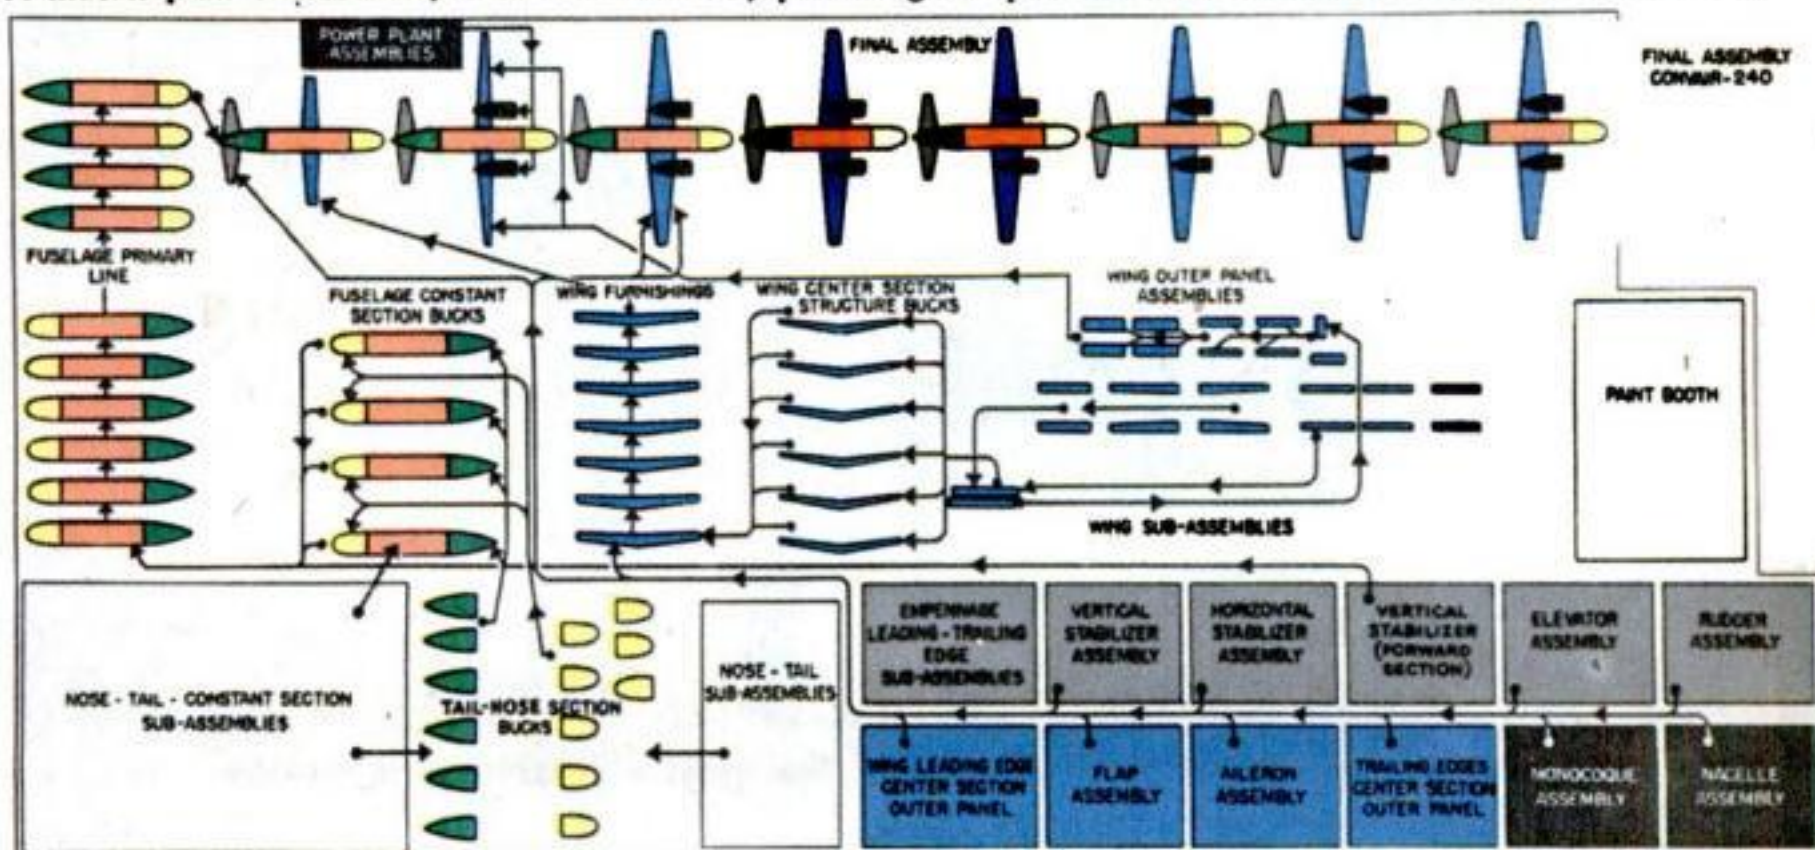 POWER PLANT
ASSEMBLIES
FINAL ASSEMBLY
FINAL ASSEMBLY
CONVAIR-240
FUSELAGE PRIMARY
LINE
FUSELAGE CONSTANT
SECTION BUCKS
WING FURNISHINGS
WING CENTER SECTION
STRUCTURE BUCKS
WING OUTER PANEL
ASSEMBLIES
PAINT BOOTH
WING SUB-ASSEMBLIES
NOSE - TAIL - CONSTANT SECTION
SUB-ASSEMBLIES
TAIL-NOSE SECTION
BUCKS
NOSE - TAIL
SUB-ASSEMBLIES
EMPENNAGE
LEADING - TRAILING
EDGE
SUB-ASSEMBLIES
VERTICAL
STABILIZER
ASSEMBLY
HORIZONTAL
STABILIZER
ASSEMBLY
VERTICAL
STABILIZER
(FORWARD
SECTION)
ELEVATOR
ASSEMBLY
RUDDER
ASSEMBLY
WING LEADING EDGE
CENTER SECTION
OUTER PANEL
FLAP
ASSEMBLY
AILERON
ASSEMBLY
TRAILING EDGES
CENTER SECTION
OUTER PANEL
MONOCOQUE
ASSEMBLY
NACELLE
ASSEMBLY